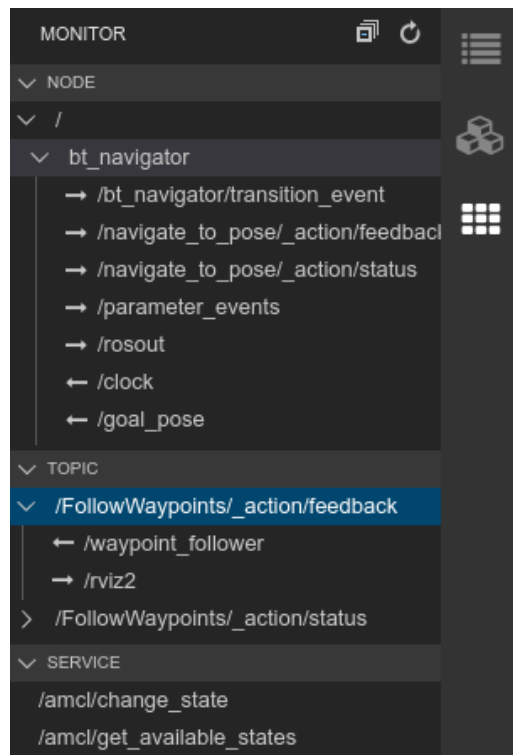 MONITOR
NODE
/
bt_navigator
/bt_navigator/transition_event
/navigate_to_pose/_action/feedback
/navigate_to_pose/_action/status
/parameter_events
/rosout
/clock
/goal_pose
TOPIC
/FollowWaypoints/_action/feedback
/waypoint_follower
/rviz2
/FollowWaypoints/_action/status
SERVICE
/amcl/change_state
/amcl/get_available_states